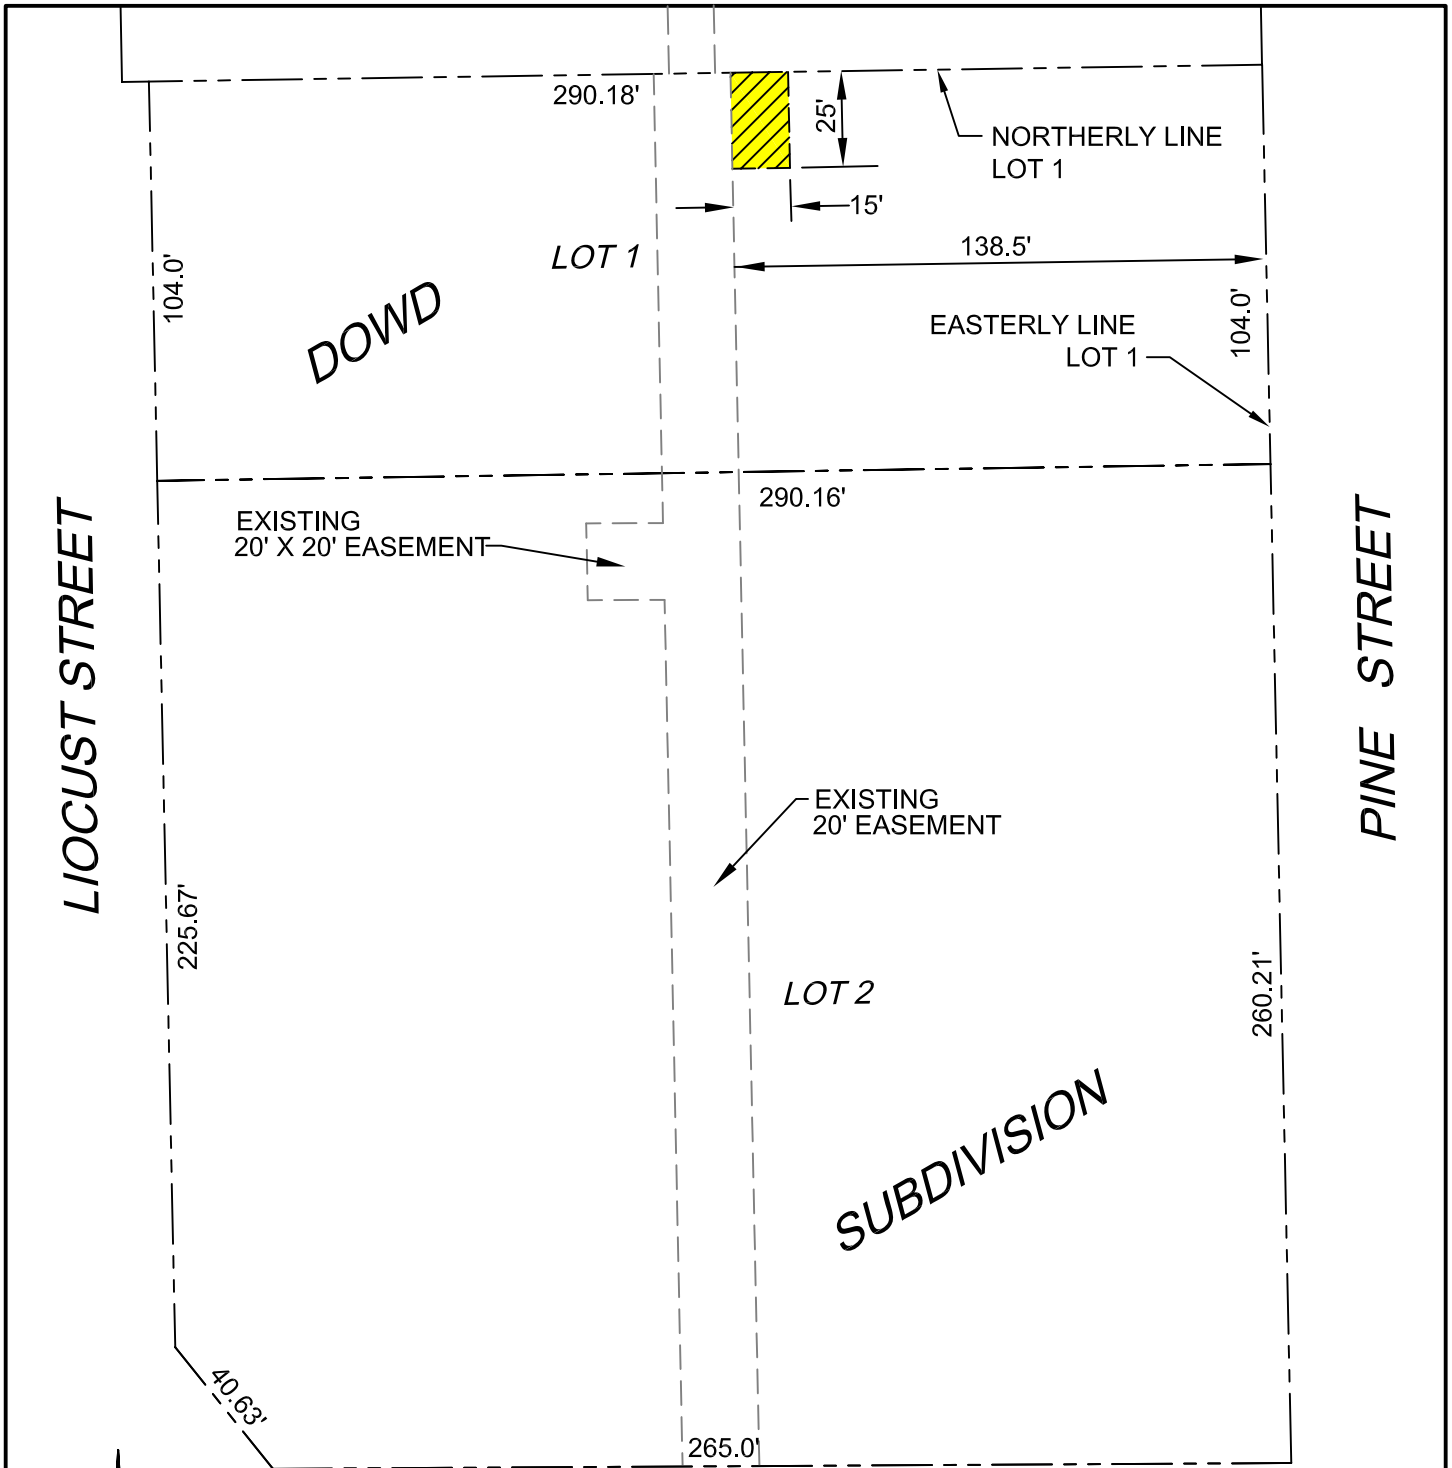 290.18'
25'
NORTHERLY LINE
LOT 1
15'
LOT 1
138.5'
104.0'
DOWD
104.0'
EASTERLY LINE
LOT 1
290.16'
EXISTING
20' X 20' EASEMENT
LIOCUST STREET
PINE STREET
EXISTING
20' EASEMENT
225.67'
LOT 2
260.21'
SUBDIVISION
40.63'
265.0'